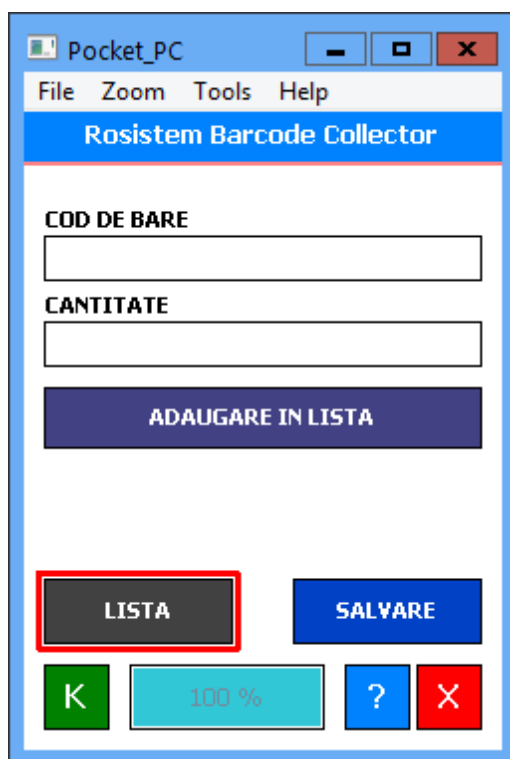 Pocket_PC
File Zoom Tools Help
Rosistem Barcode Collector
COD DE BARE
CANTITATE
ADAUGARE IN LISTA
LISTA SALVARE
K 100 % ? X